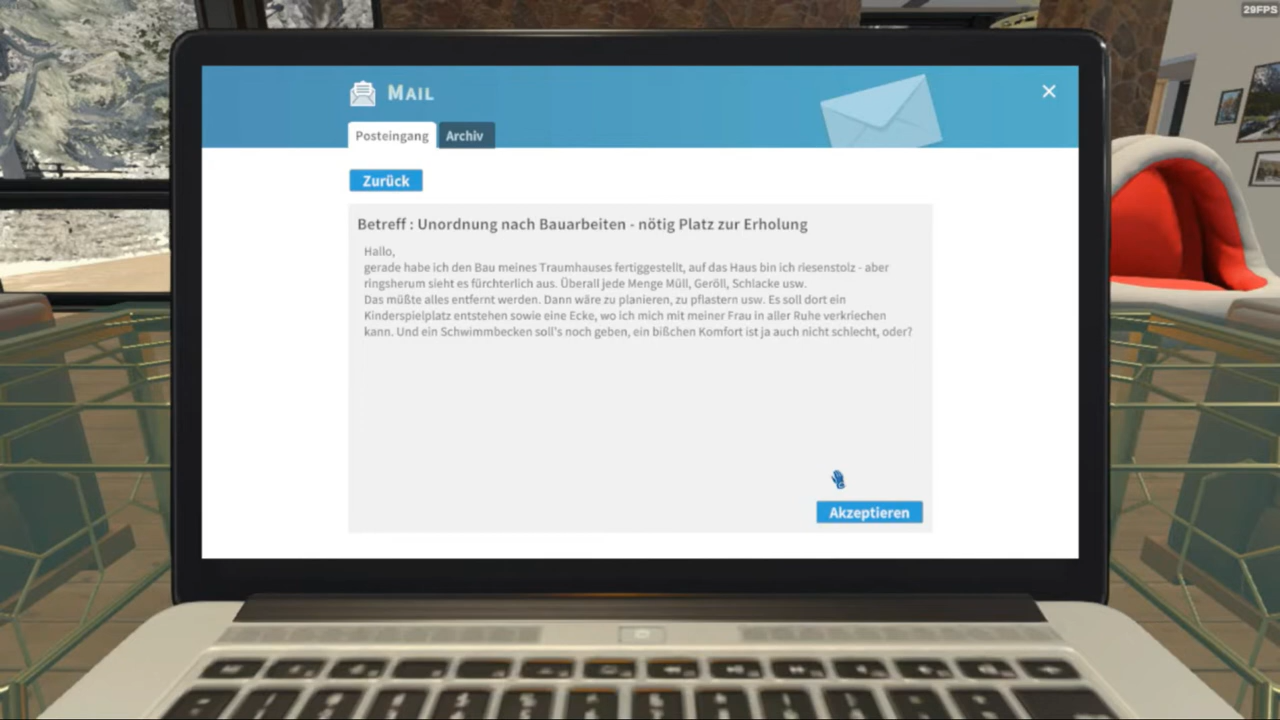 29FPS
MAIL
Posteingang Archiv
Zurück
Betreff : Unordnung nach Bauarbeiten - nötig Platz zur Erholung
Hallo,
gerade habe ich den Bau meines Traumhauses fertiggestellt, auf das Haus bin ich riesenstolz - aber
ringsherum sieht es fürchterlich aus. Überall jede Menge Müll, Geröll, Schlacke usw.
Das müßte alles entfernt werden. Dann wäre zu planieren, zu pflastern usw. Es soll dort ein
Kinderspielplatz entstehen sowie eine Ecke, wo ich mich mit meiner Frau in aller Ruhe verkriechen
kann. Und ein Schwimmbecken soll's noch geben, ein bißchen Komfort ist ja auch nicht schlecht, oder?
Akzeptieren